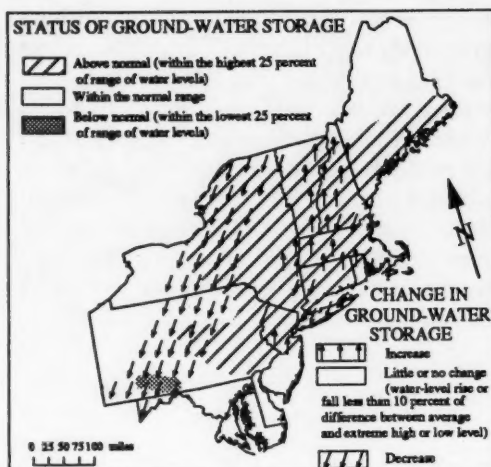 STATUS OF GROUND-WATER STORAGE
Above normal (within the highest 25 percent
of range of water levels)
Within the normal range
Below normal (within the lowest 25 percent
of range of water levels)
N
CHANGE IN
GROUND-WATER
STORAGE
Increase
Little or no change
(water-level rise or
fall less than 10 percent of
difference between average
and extreme high or low level)
Decrease
0 25 50 75 100 miles